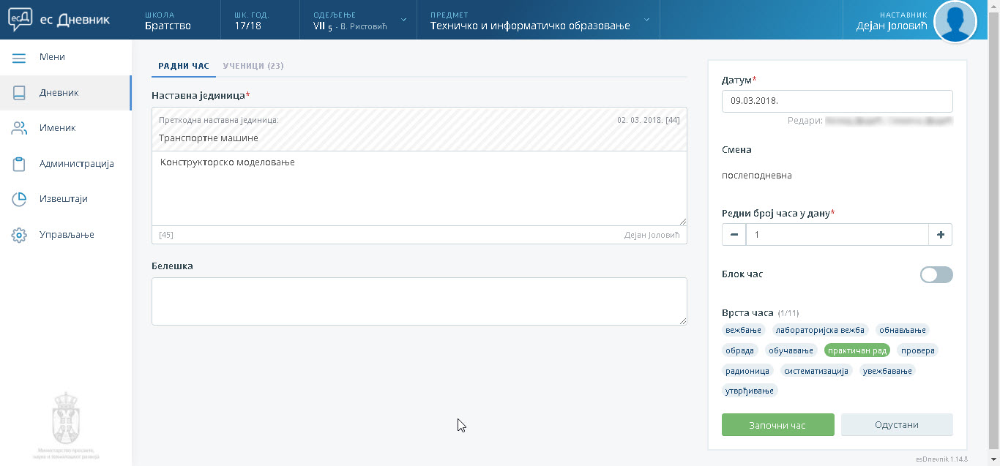 есД ес Дневник
ШКОЛА
Братство
ШК. ГОД.
17/18
ОДЕЉЕЊЕ
VII 5 - В. Ристовић
ПРЕДМЕТ
Техничко и информатичко образовање
НАСТАВНИК
Дејан Јоловић
Мени
Дневник
Именик
Администрација
Извештаји
Управљање
Министарство просвете,
науке и технолошког развоја
РАДНИ ЧАС УЧЕНИЦИ (23)
Наставна јединица*
Претходна наставна јединица: 02. 03. 2018. [44]
Транспортне машине
Конструкторско моделовање
[45] Дејан Јоловић
Белешка
Датум*
09.03.2018.
Редари:
Смена
послеподневна
Редни број часа у дану*
− 1 +
Блок час
Врста часа (1/11)
вежбање лабораторијска вежба обнављање
обрада обучавање практичан рад провера
радионица систематизација увежбавање
утврђивање
Започни час Одустани
esDnevnik 1.14.8